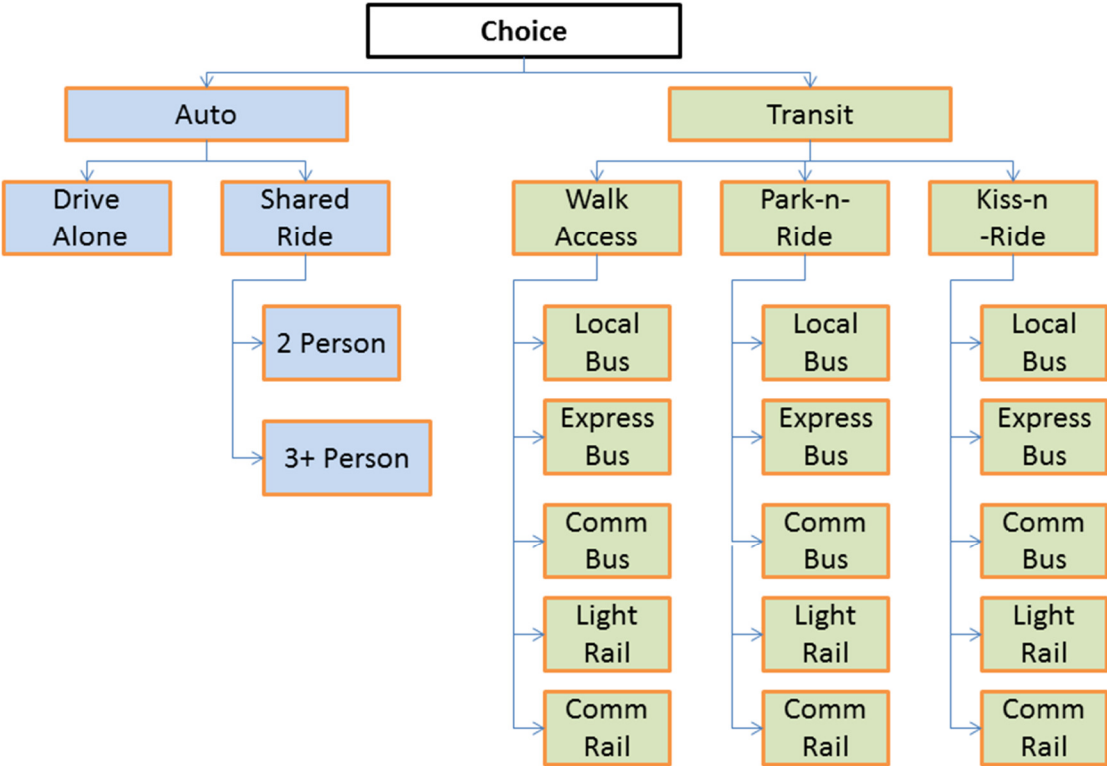 Choice
Auto
Transit
Drive
Alone
Shared
Ride
Walk
Access
Park-n-
Ride
Kiss-n
-Ride
2 Person
3+ Person
Local
Bus
Express
Bus
Comm
Bus
Light
Rail
Comm
Rail
Local
Bus
Express
Bus
Comm
Bus
Light
Rail
Comm
Rail
Local
Bus
Express
Bus
Comm
Bus
Light
Rail
Comm
Rail